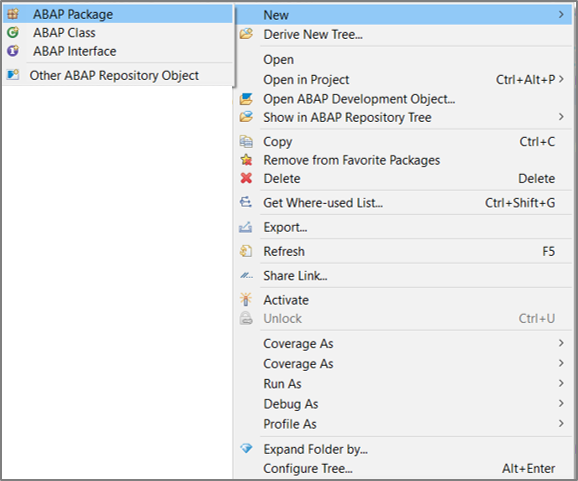 ABAP Package
ABAP Class
ABAP Interface
Other ABAP Repository Object
New
Derive New Tree...
Open
Open in Project Ctrl+Alt+P
Open ABAP Development Object...
Show in ABAP Repository Tree
Copy Ctrl+C
Remove from Favorite Packages
Delete Delete
Get Where-used List... Ctrl+Shift+G
Export...
Refresh F5
Share Link...
Activate
Unlock Ctrl+U
Coverage As
Coverage As
Run As
Debug As
Profile As
Expand Folder by...
Configure Tree... Alt+Enter